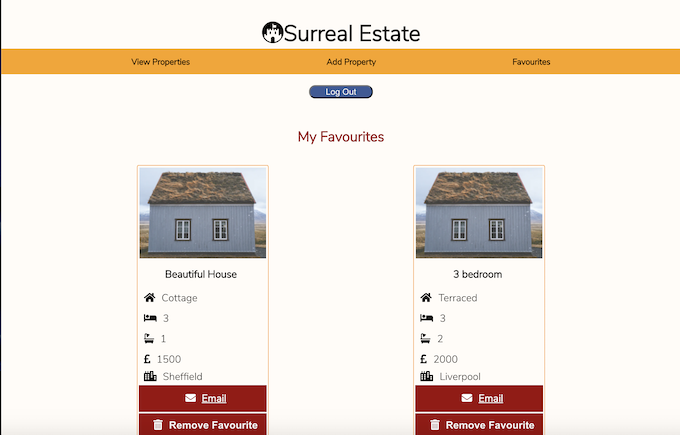 Surreal Estate
View Properties Add Property Favourites
Log Out
My Favourites
Beautiful House
Cottage
3
1
£ 1500
Sheffield
Email
Remove Favourite
3 bedroom
Terraced
3
2
£ 2000
Liverpool
Email
Remove Favourite